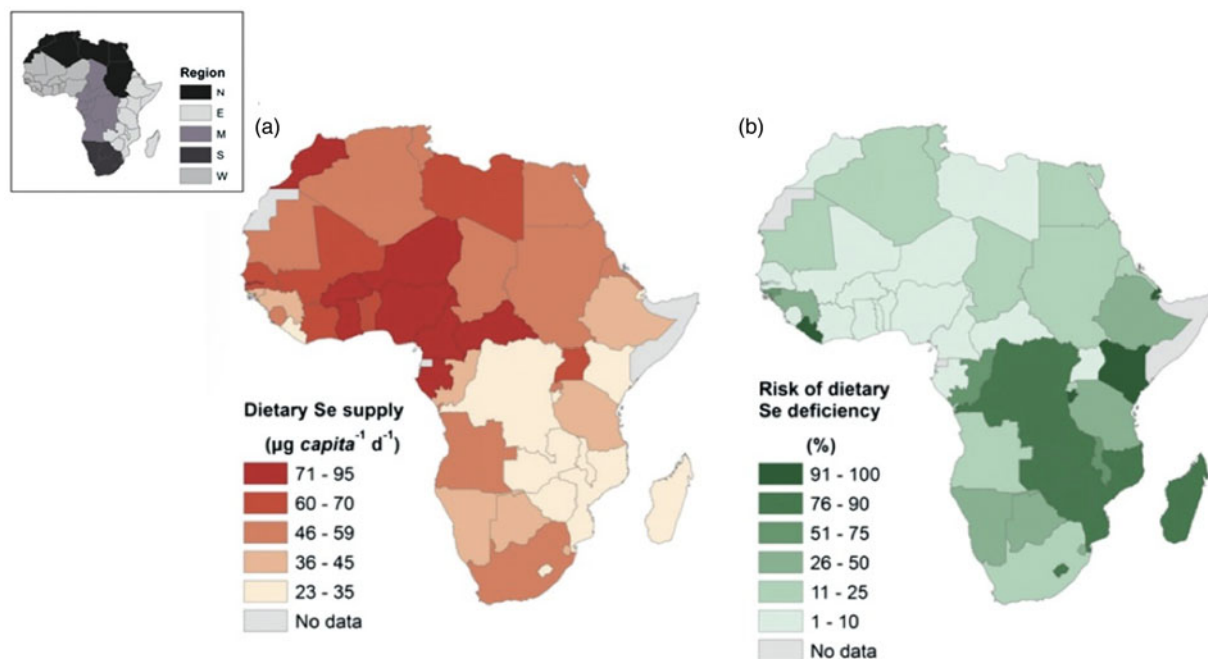 Region
N
E
M
S
W
(a)
Dietary Se supply
(µg capita⁻¹ d⁻¹)
71 - 95
60 - 70
46 - 59
36 - 45
23 - 35
No data
(b)
Risk of dietary
Se deficiency
(%)
91 - 100
76 - 90
51 - 75
26 - 50
11 - 25
1 - 10
No data